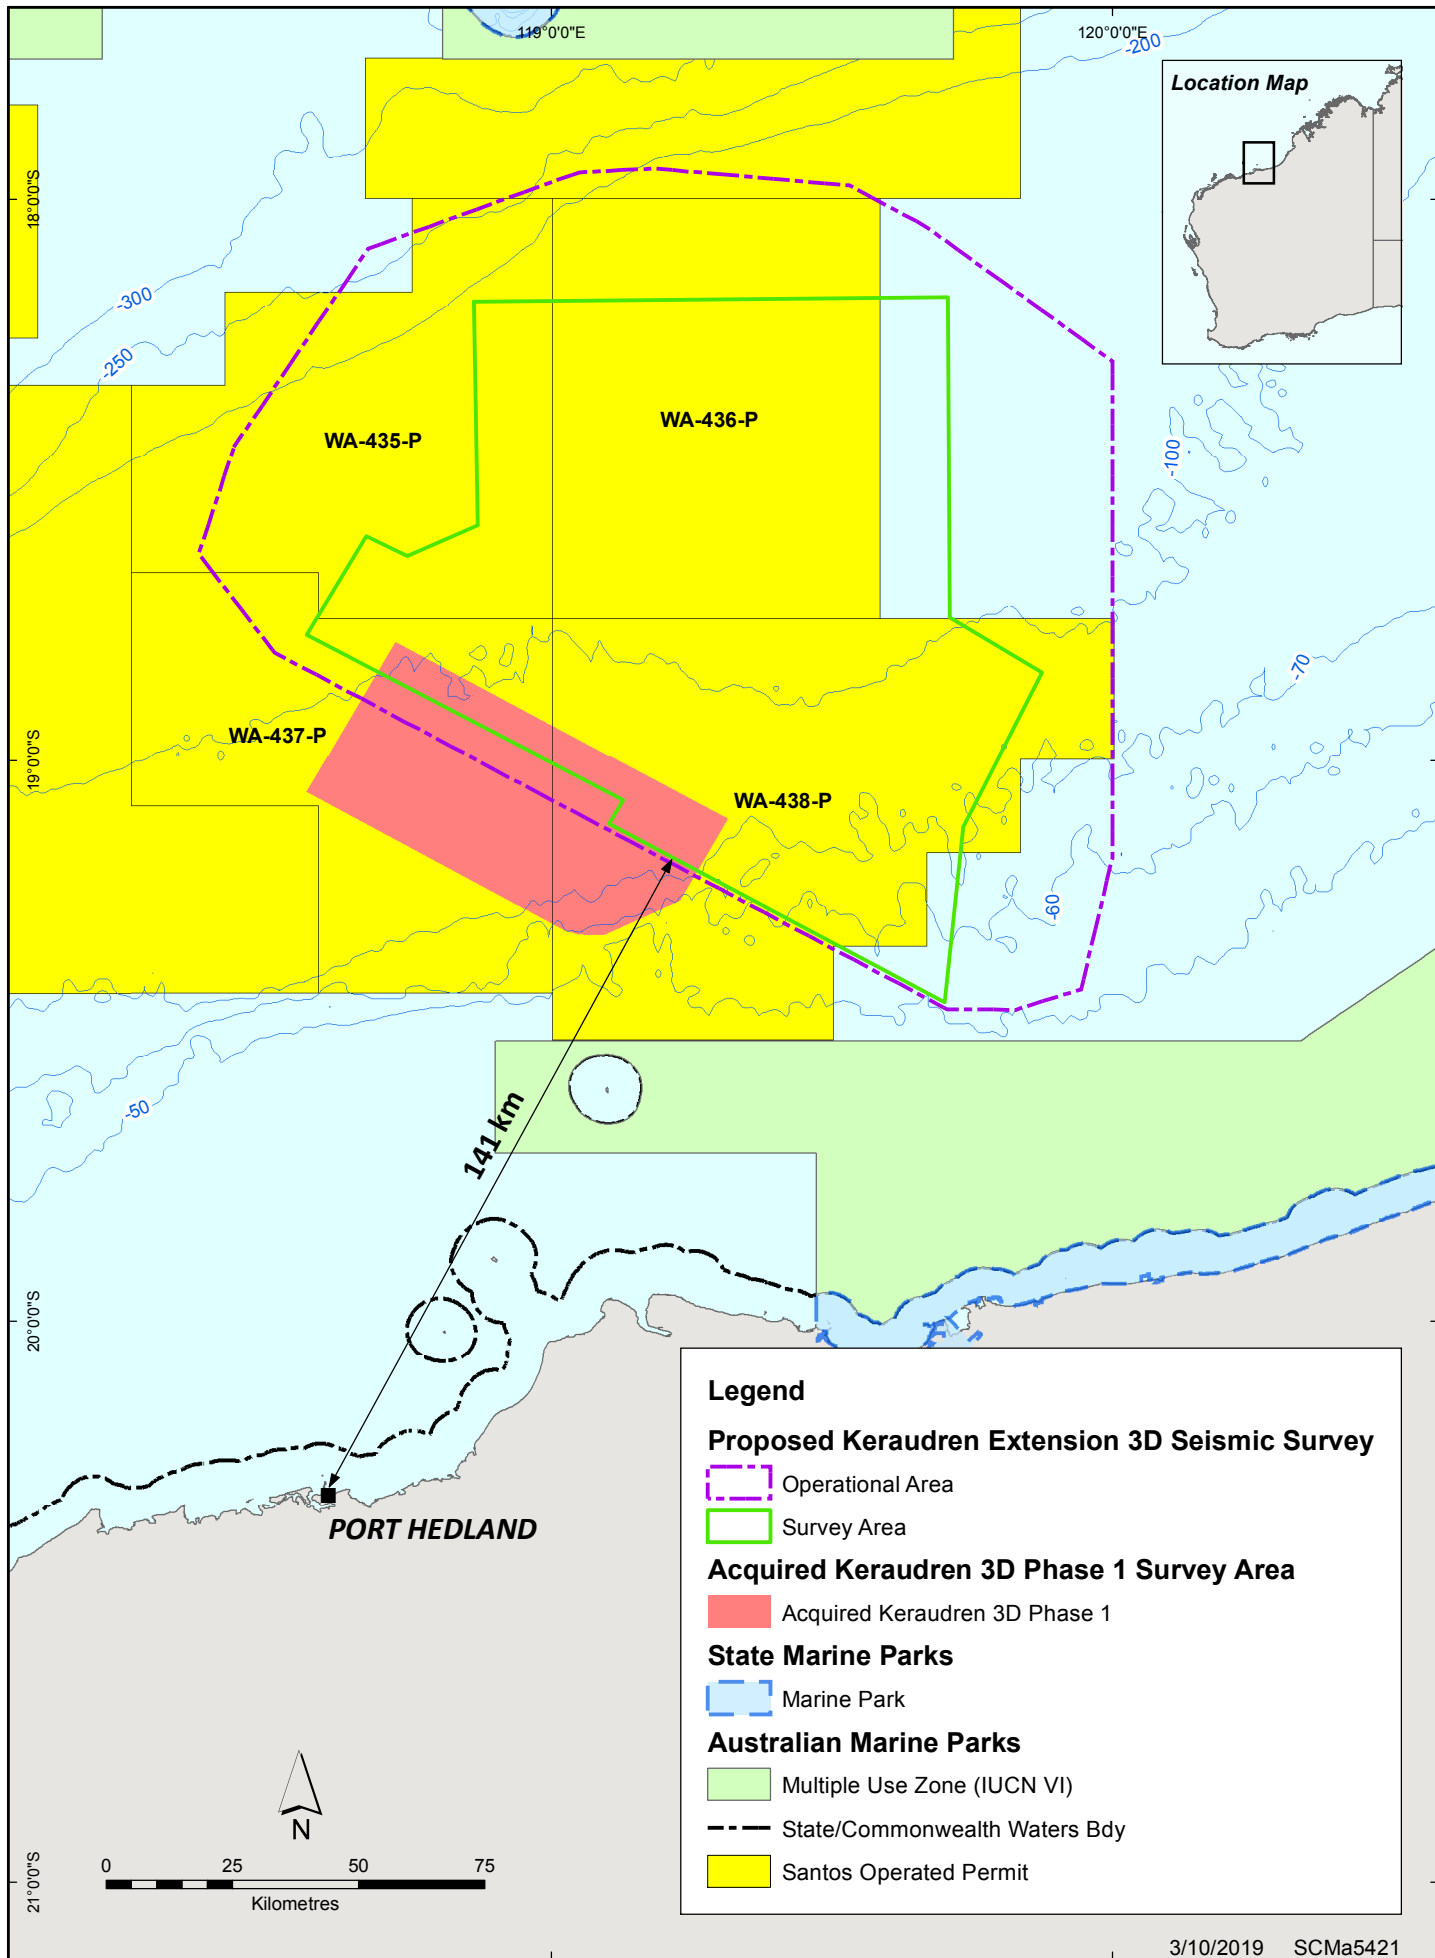 119°0'0"E
120°0'0"E
-200
Location Map
18°0'0"S
-300
-250
WA-435-P
WA-436-P
-100
-70
WA-437-P
19°0'0"S
WA-438-P
-60
-50
141 km
20°0'0"S
PORT HEDLAND
Legend
Proposed Keraudren Extension 3D Seismic Survey
Operational Area
Survey Area
Acquired Keraudren 3D Phase 1 Survey Area
Acquired Keraudren 3D Phase 1
State Marine Parks
Marine Park
Australian Marine Parks
Multiple Use Zone (IUCN VI)
State/Commonwealth Waters Bdy
Santos Operated Permit
N
0 25 50 75
Kilometres
21°0'0"S
3/10/2019 SCMa5421